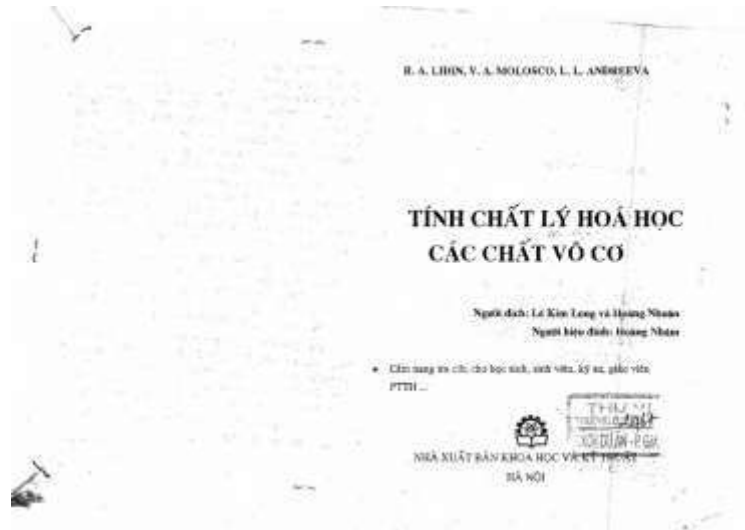 R. A. LIDIN, V. A. MOLOSCO, L. L. ANDREEVA
TÍNH CHẤT LÝ HOÁ HỌC
CÁC CHẤT VÔ CƠ
Người dịch: Lê Kim Long và Hoàng Nhuận
Người hiệu đính: Hoàng Nhâm
Cẩm nang tra cứu cho học sinh, sinh viên, kỹ sư, giáo viên
PTTH ...
NHÀ XUẤT BẢN KHOA HỌC VÀ KỸ THUẬT
HÀ NỘI